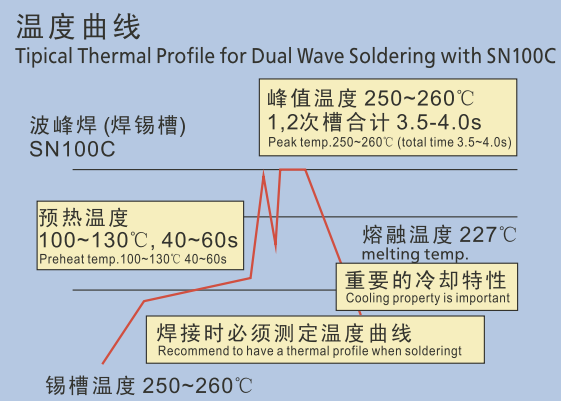 温度曲线
Tipical Thermal Profile for Dual Wave Soldering with SN100C
峰值温度 250~260℃
1,2次槽合计 3.5-4.0s
Peak temp.250~260℃ (total time 3.5~4.0s)
波峰焊 (焊锡槽)
SN100C
预热温度
100~130℃, 40~60s
Preheat temp.100~130℃ 40~60s
熔融温度 227℃
melting temp.
重要的冷却特性
Cooling property is important
焊接时必须测定温度曲线
Recommend to have a thermal profile when solderingt
锡槽温度 250~260℃